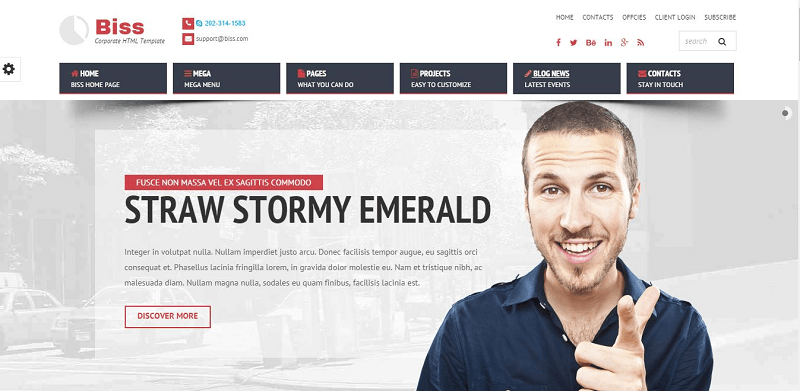 Biss
Corporate HTML Template
202-314-1583
support@biss.com
HOME CONTACTS OFFCIES CLIENT LOGIN SUBSCRIBE
search
HOME
BISS HOME PAGE
MEGA
MEGA MENU
PAGES
WHAT YOU CAN DO
PROJECTS
EASY TO CUSTOMIZE
BLOG NEWS
LATEST EVENTS
CONTACTS
STAY IN TOUCH
FUSCE NON MASSA VEL EX SAGITTIS COMMODO
STRAW STORMY EMERALD
Integer in volutpat nulla. Nullam imperdiet justo arcu. Donec facilisis tempor augue, eu sagittis orci
consequat et. Phasellus lacinia fringilla lorem, in gravida dolor molestie eu. Nam et tristique nibh, ac
malesuada diam. Nullam magna nulla, sodales eu quam finibus, facilisis lacinia est.
DISCOVER MORE